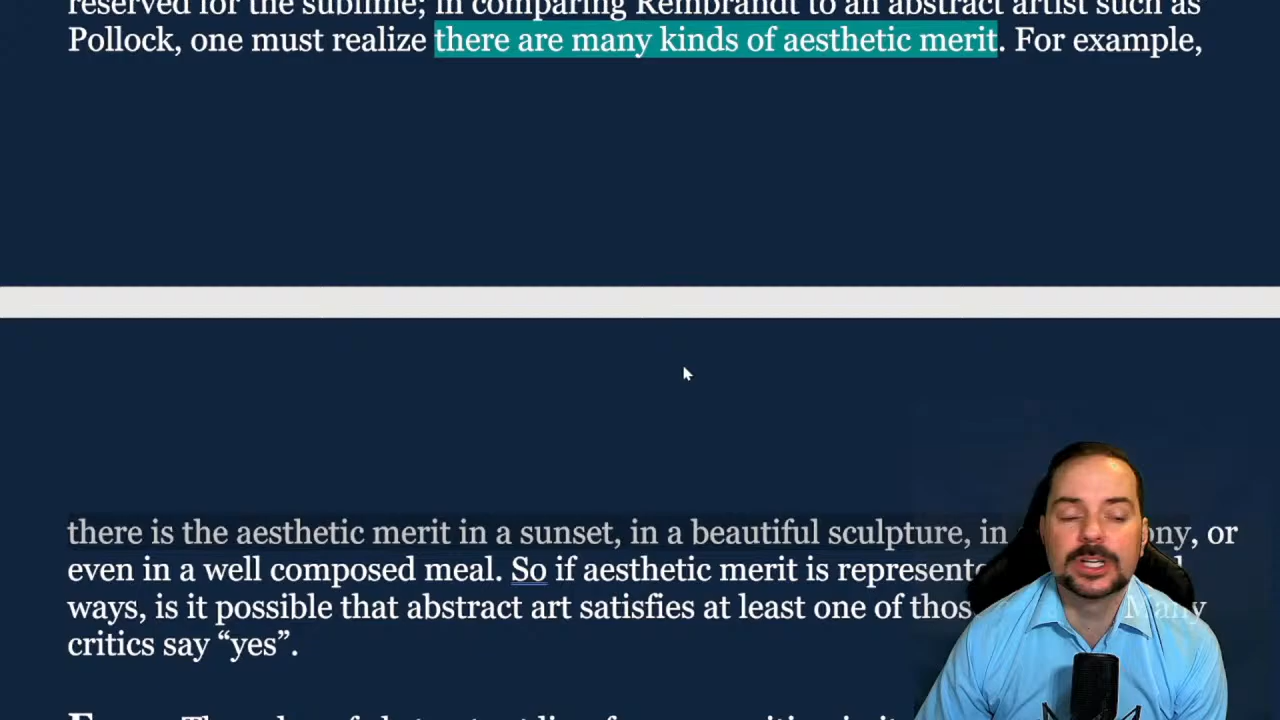 reserved for the sublime; in comparing Rembrandt to an abstract artist such as
Pollock, one must realize there are many kinds of aesthetic merit. For example,
there is the aesthetic merit in a sunset, in a beautiful sculpture, in or
even in a well composed meal. So if aesthetic merit is
ways, is it possible that abstract art satisfies at least one of Many
critics say “yes”.